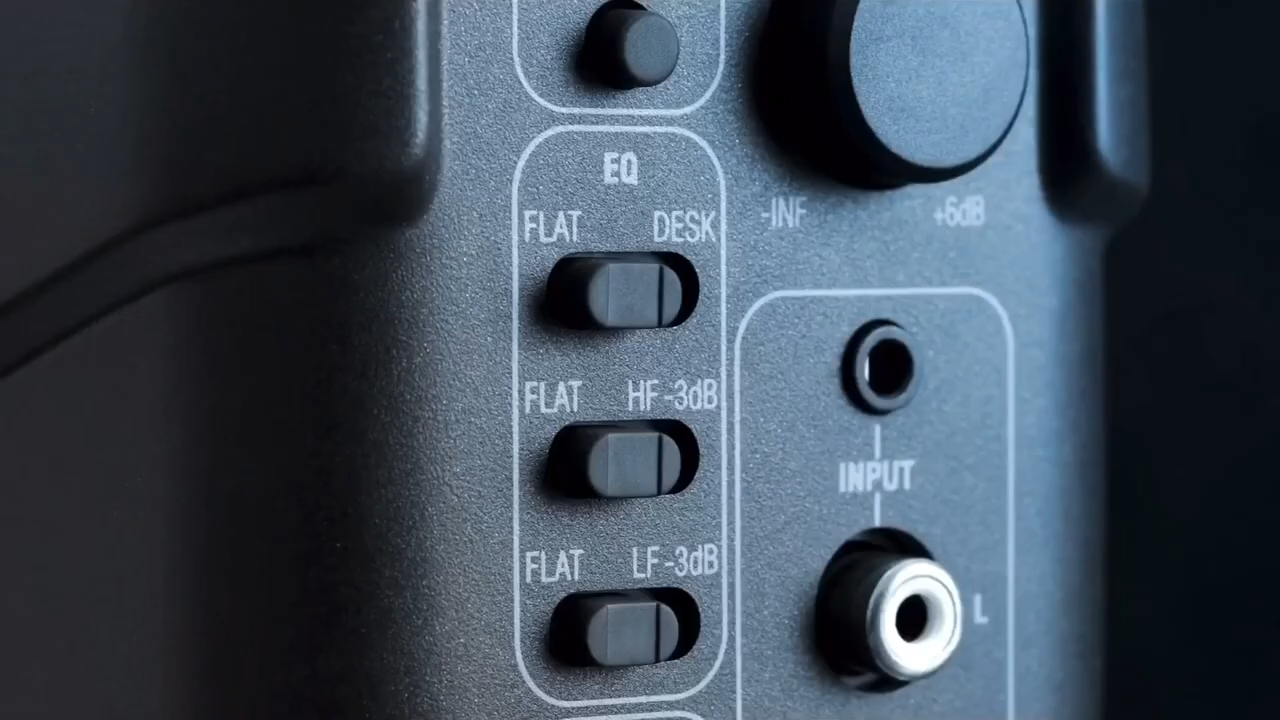 EQ
FLAT DESK
-INF +6dB
FLAT HF -3dB
INPUT
FLAT LF -3dB
L